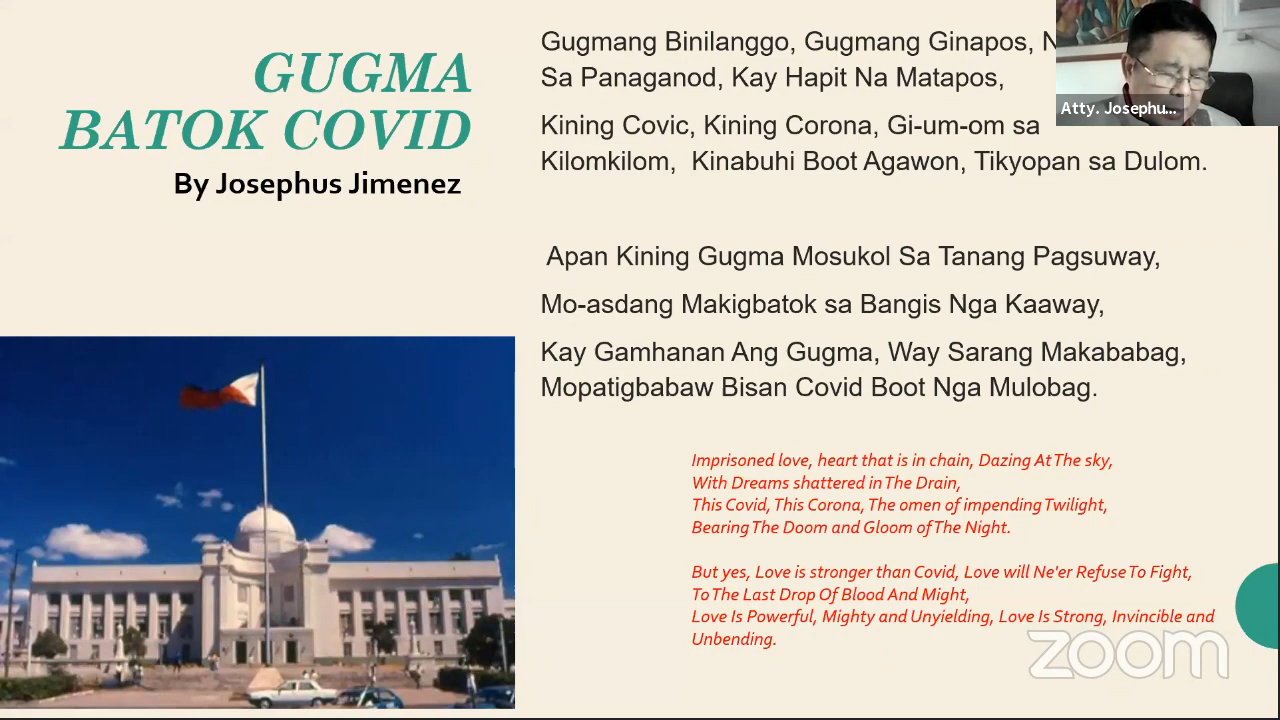 GUGMA
BATOK COVID
By Josephus Jimenez
Gugmang Binilanggo, Gugmang Ginapos,
Sa Panaganod, Kay Hapit Na Matapos,
Kining Covic, Kining Corona, Gi-um-om sa
Kilomkilom, Kinabuhi Boot Agawon, Tikyopan sa Dulom.
Apan Kining Gugma Mosukol Sa Tanang Pagsuway,
Mo-asdang Makigbatok sa Bangis Nga Kaaway,
Kay Gamhanan Ang Gugma, Way Sarang Makababag,
Mopatigbabaw Bisan Covid Boot Nga Mulobag.
Imprisoned love, heart that is in chain, Dazing At The sky,
With Dreams shattered in The Drain,
This Covid, This Corona, The omen of impending Twilight,
Bearing The Doom and Gloom of The Night.
But yes, Love is stronger than Covid, Love will Ne'er Refuse To Fight,
To The Last Drop Of Blood And Might,
Love Is Powerful, Mighty and Unyielding, Love Is Strong, Invincible and
Unbending.
Atty. Josephu...
zoom